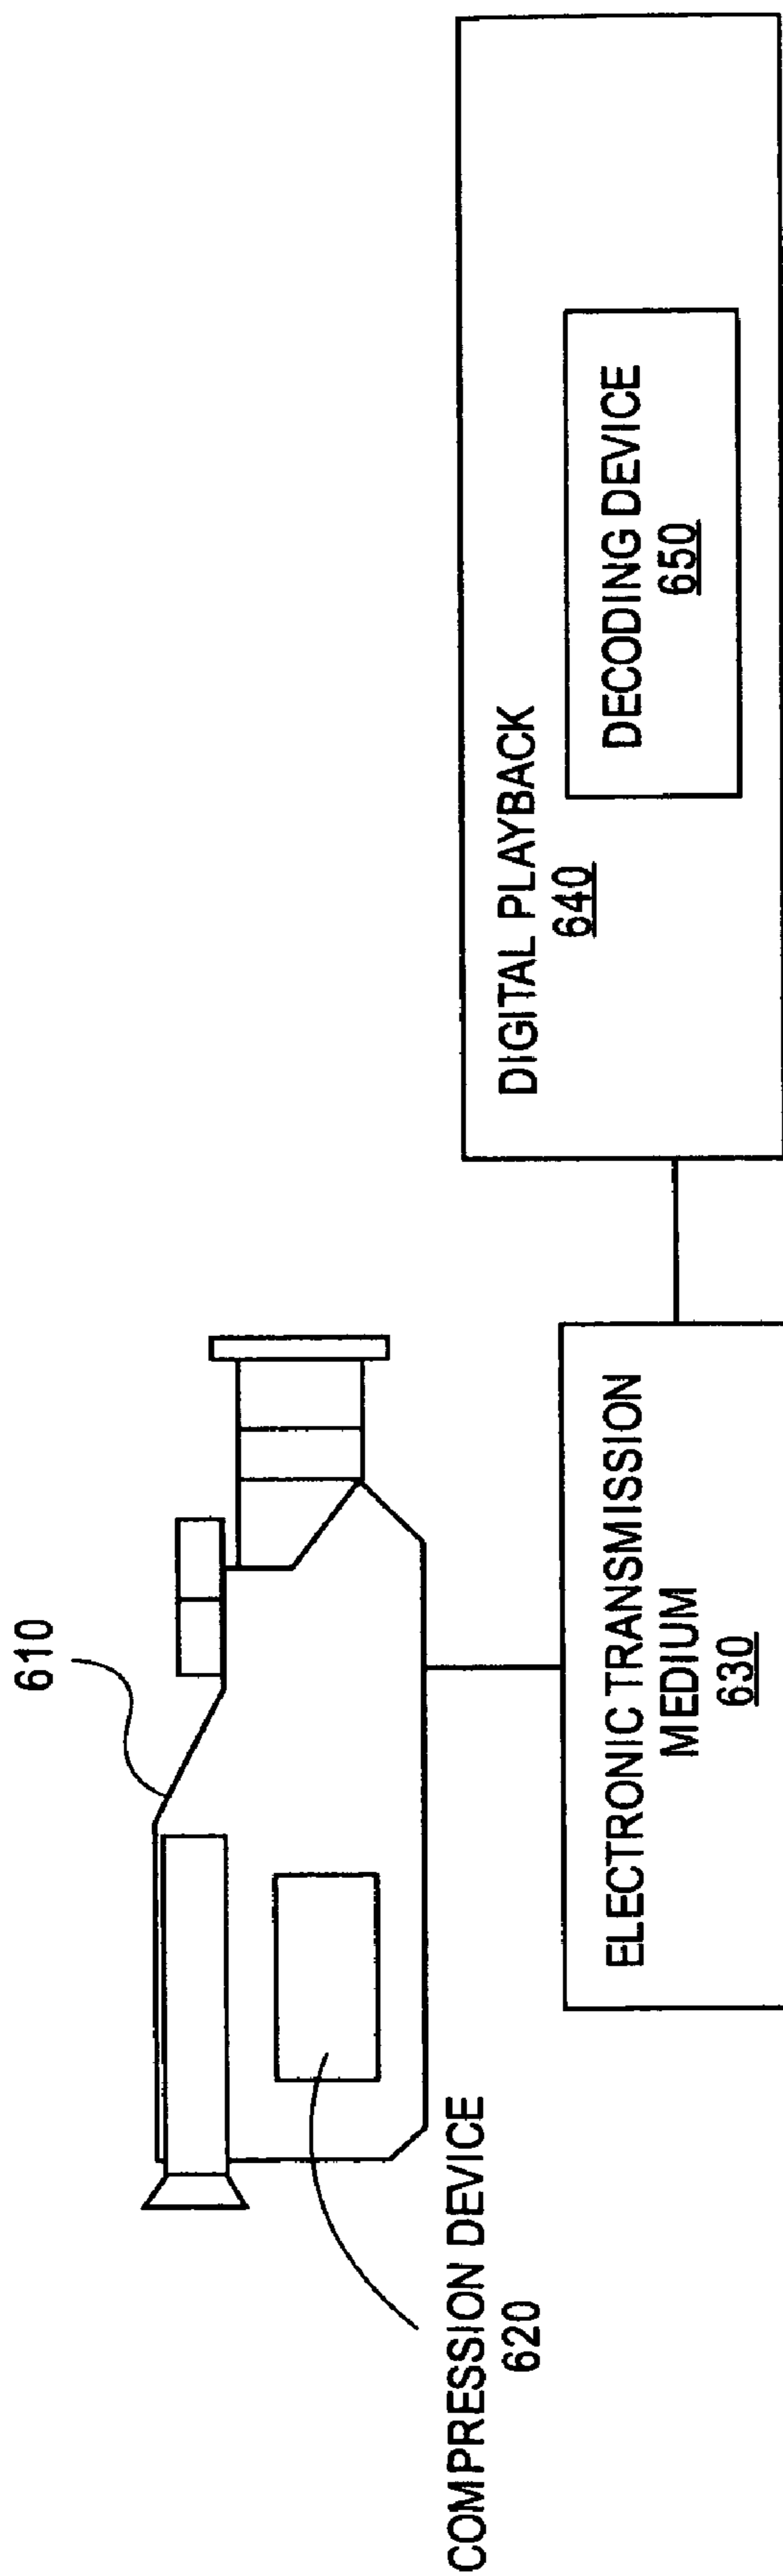 610
COMPRESSION DEVICE
620
ELECTRONIC TRANSMISSION
MEDIUM
630
DIGITAL PLAYBACK
640
DECODING DEVICE
650